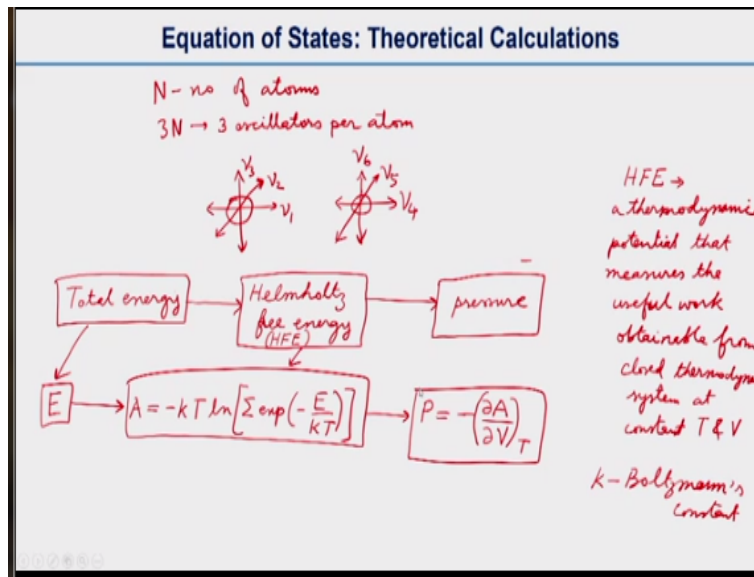 Equation of States: Theoretical Calculations
N - no of atoms
3N → 3 oscillators per atom
ν3 ν2 ν1
ν6 ν5 ν4
Total energy
Helmholtz
free energy
(HFE)
pressure
E
A = -kT ln[Σ exp(-E/kT)]
P = -(∂A/∂V)T
HFE →
a thermodynamic
potential that
measures the
useful work
obtainable from
closed thermodyna
system at
constant T & V
k - Boltzmann's
constant